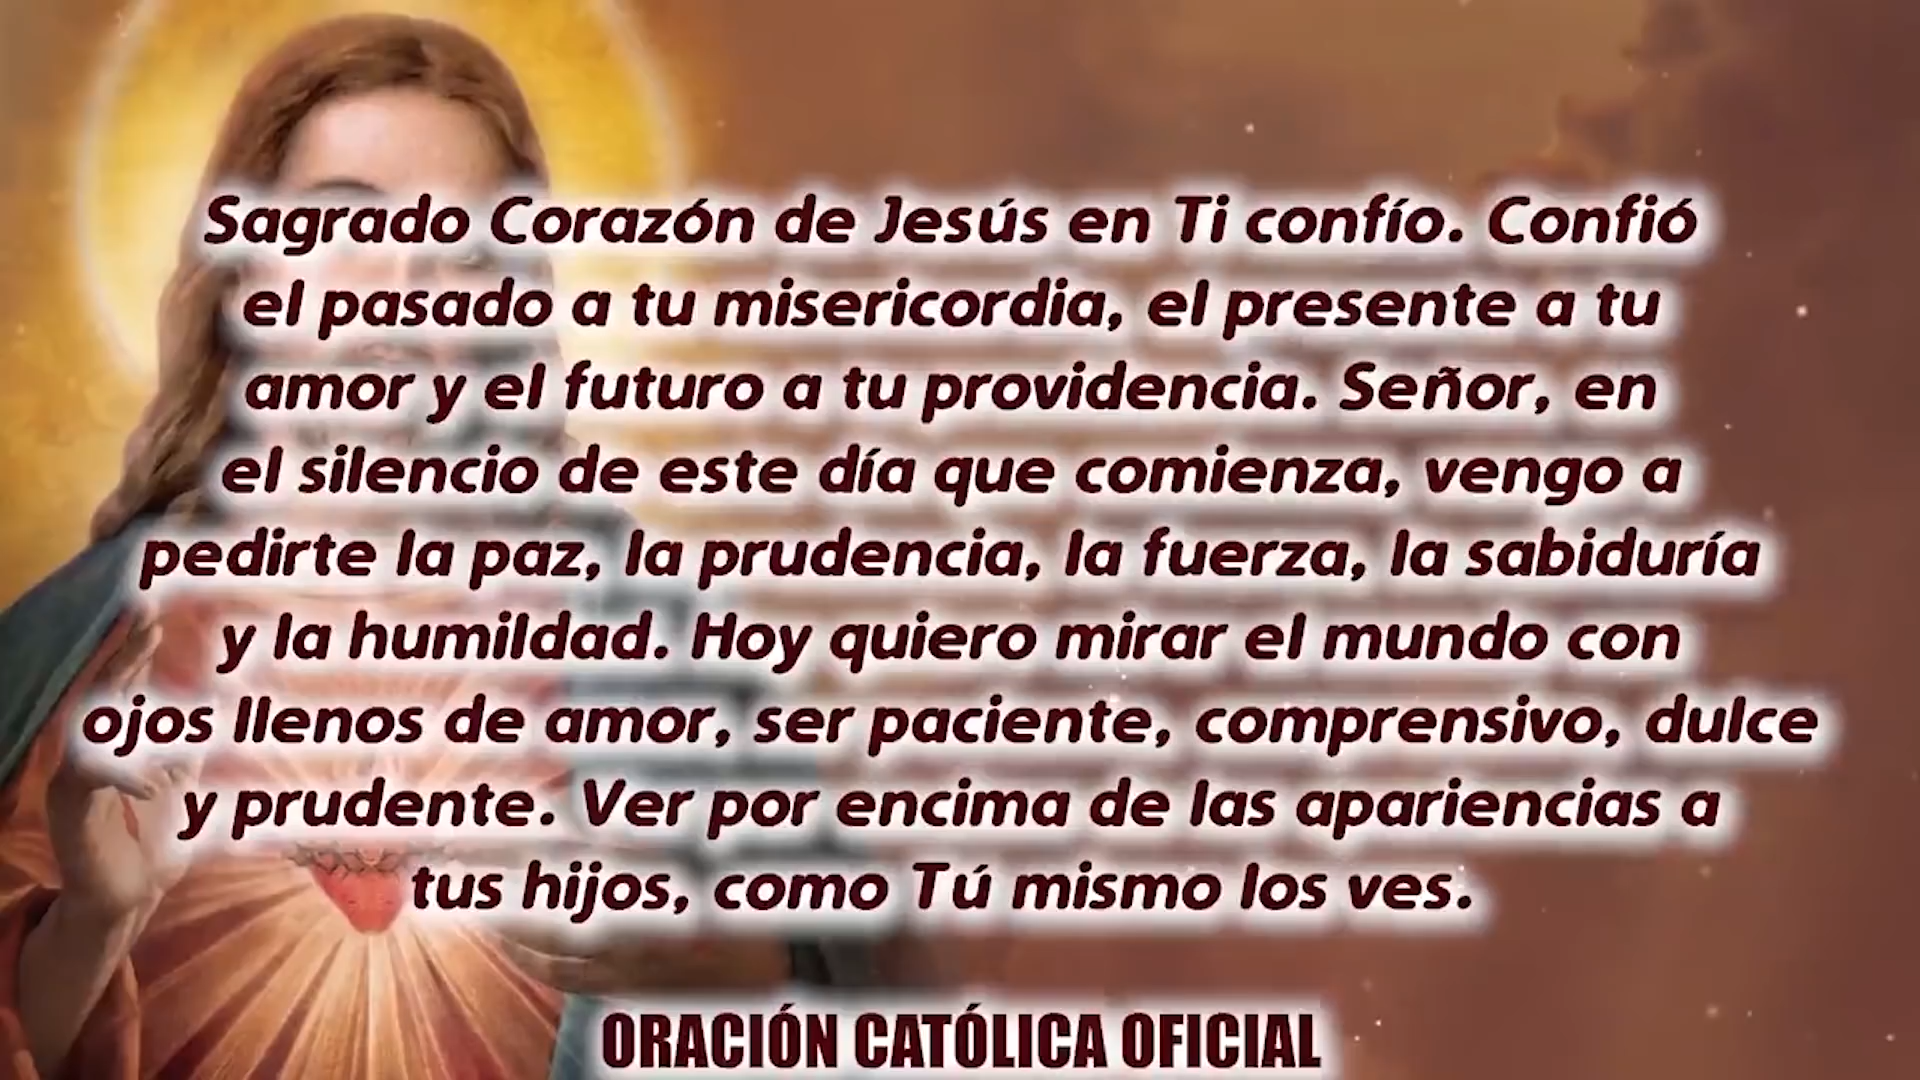 Sagrado Corazón de Jesús en Ti confío. Confió
el pasado a tu misericordia, el presente a tu
amor y el futuro a tu providencia. Señor, en
el silencio de este día que comienza, vengo a
pedirte la paz, la prudencia, la fuerza, la sabiduría
y la humildad. Hoy quiero mirar el mundo con
ojos llenos de amor, ser paciente, comprensivo, dulce
y prudente. Ver por encima de las apariencias a
tus hijos, como Tú mismo los ves.
ORACIÓN CATÓLICA OFICIAL